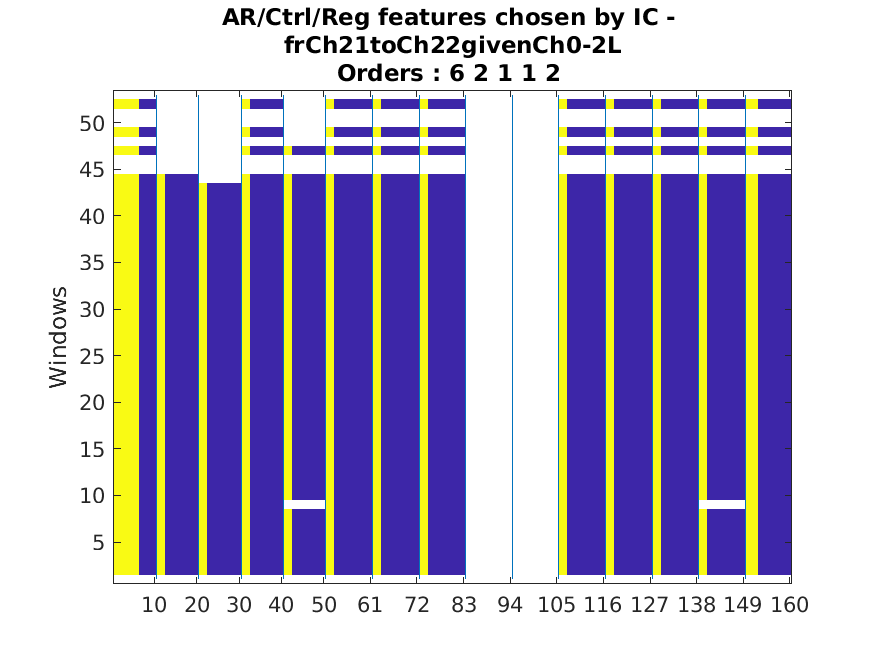 AR/Ctrl/Reg features chosen by IC -
frCh21toCh22givenCh0-2L
Orders : 6 2 1 1 2
50
45
40
35
30
25
20
15
10
5
Windows
10 20 30 40 50 61 72 83 94 105 116 127 138 149 160